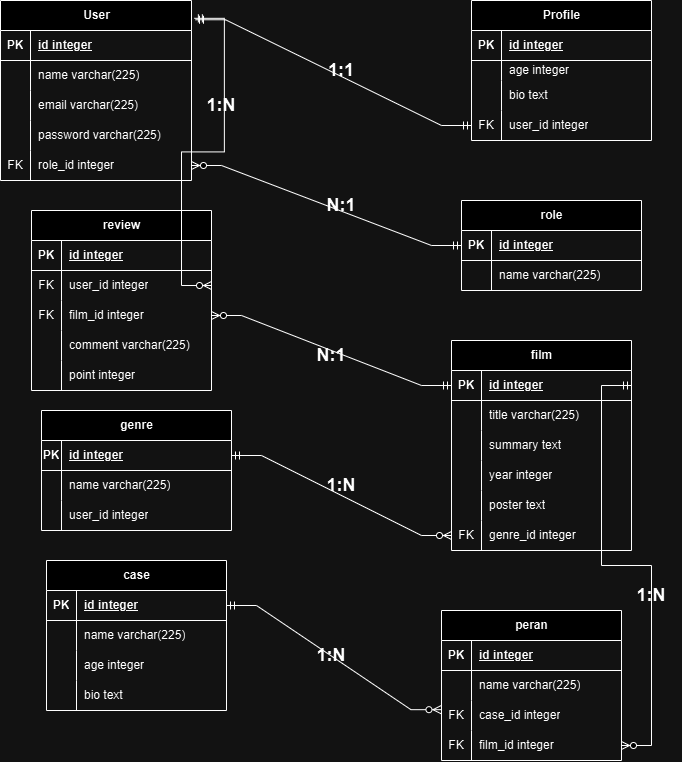 User
PK id integer
name varchar(225)
email varchar(225)
password varchar(225)
FK role_id integer
Profile
PK id integer
age integer
bio text
FK user_id integer
1:1
1:N
N:1
role
PK id integer
name varchar(225)
review
PK id integer
FK user_id integer
FK film_id integer
comment varchar(225)
point integer
N:1
film
PK id integer
title varchar(225)
summary text
year integer
poster text
FK genre_id integer
genre
PK id integer
name varchar(225)
user_id integer
1:N
case
PK id integer
name varchar(225)
age integer
bio text
1:N
1:N
peran
PK id integer
name varchar(225)
FK case_id integer
FK film_id integer